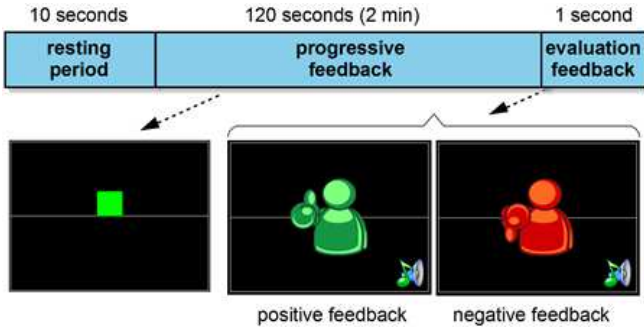 10 seconds
120 seconds (2 min)
1 second
resting
period
progressive
feedback
evaluation
feedback
positive feedback
negative feedback